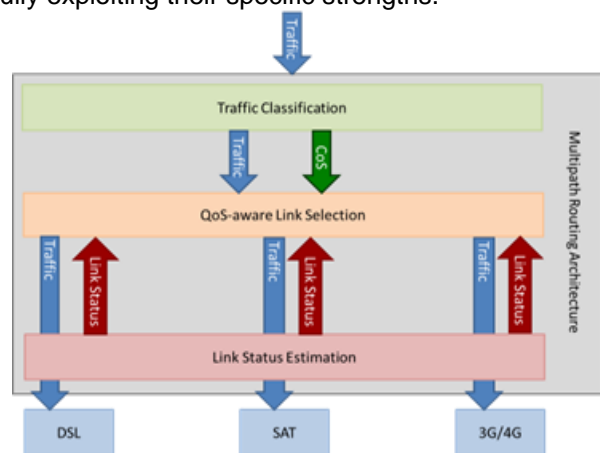 dily exploiting their specific strengths.
Traffic
Traffic Classification
Traffic
CoS
Multipath Routing Architecture
QoS-aware Link Selection
Traffic
Link Status
Traffic
Link Status
Traffic
Link Status
Link Status Estimation
DSL
SAT
3G/4G